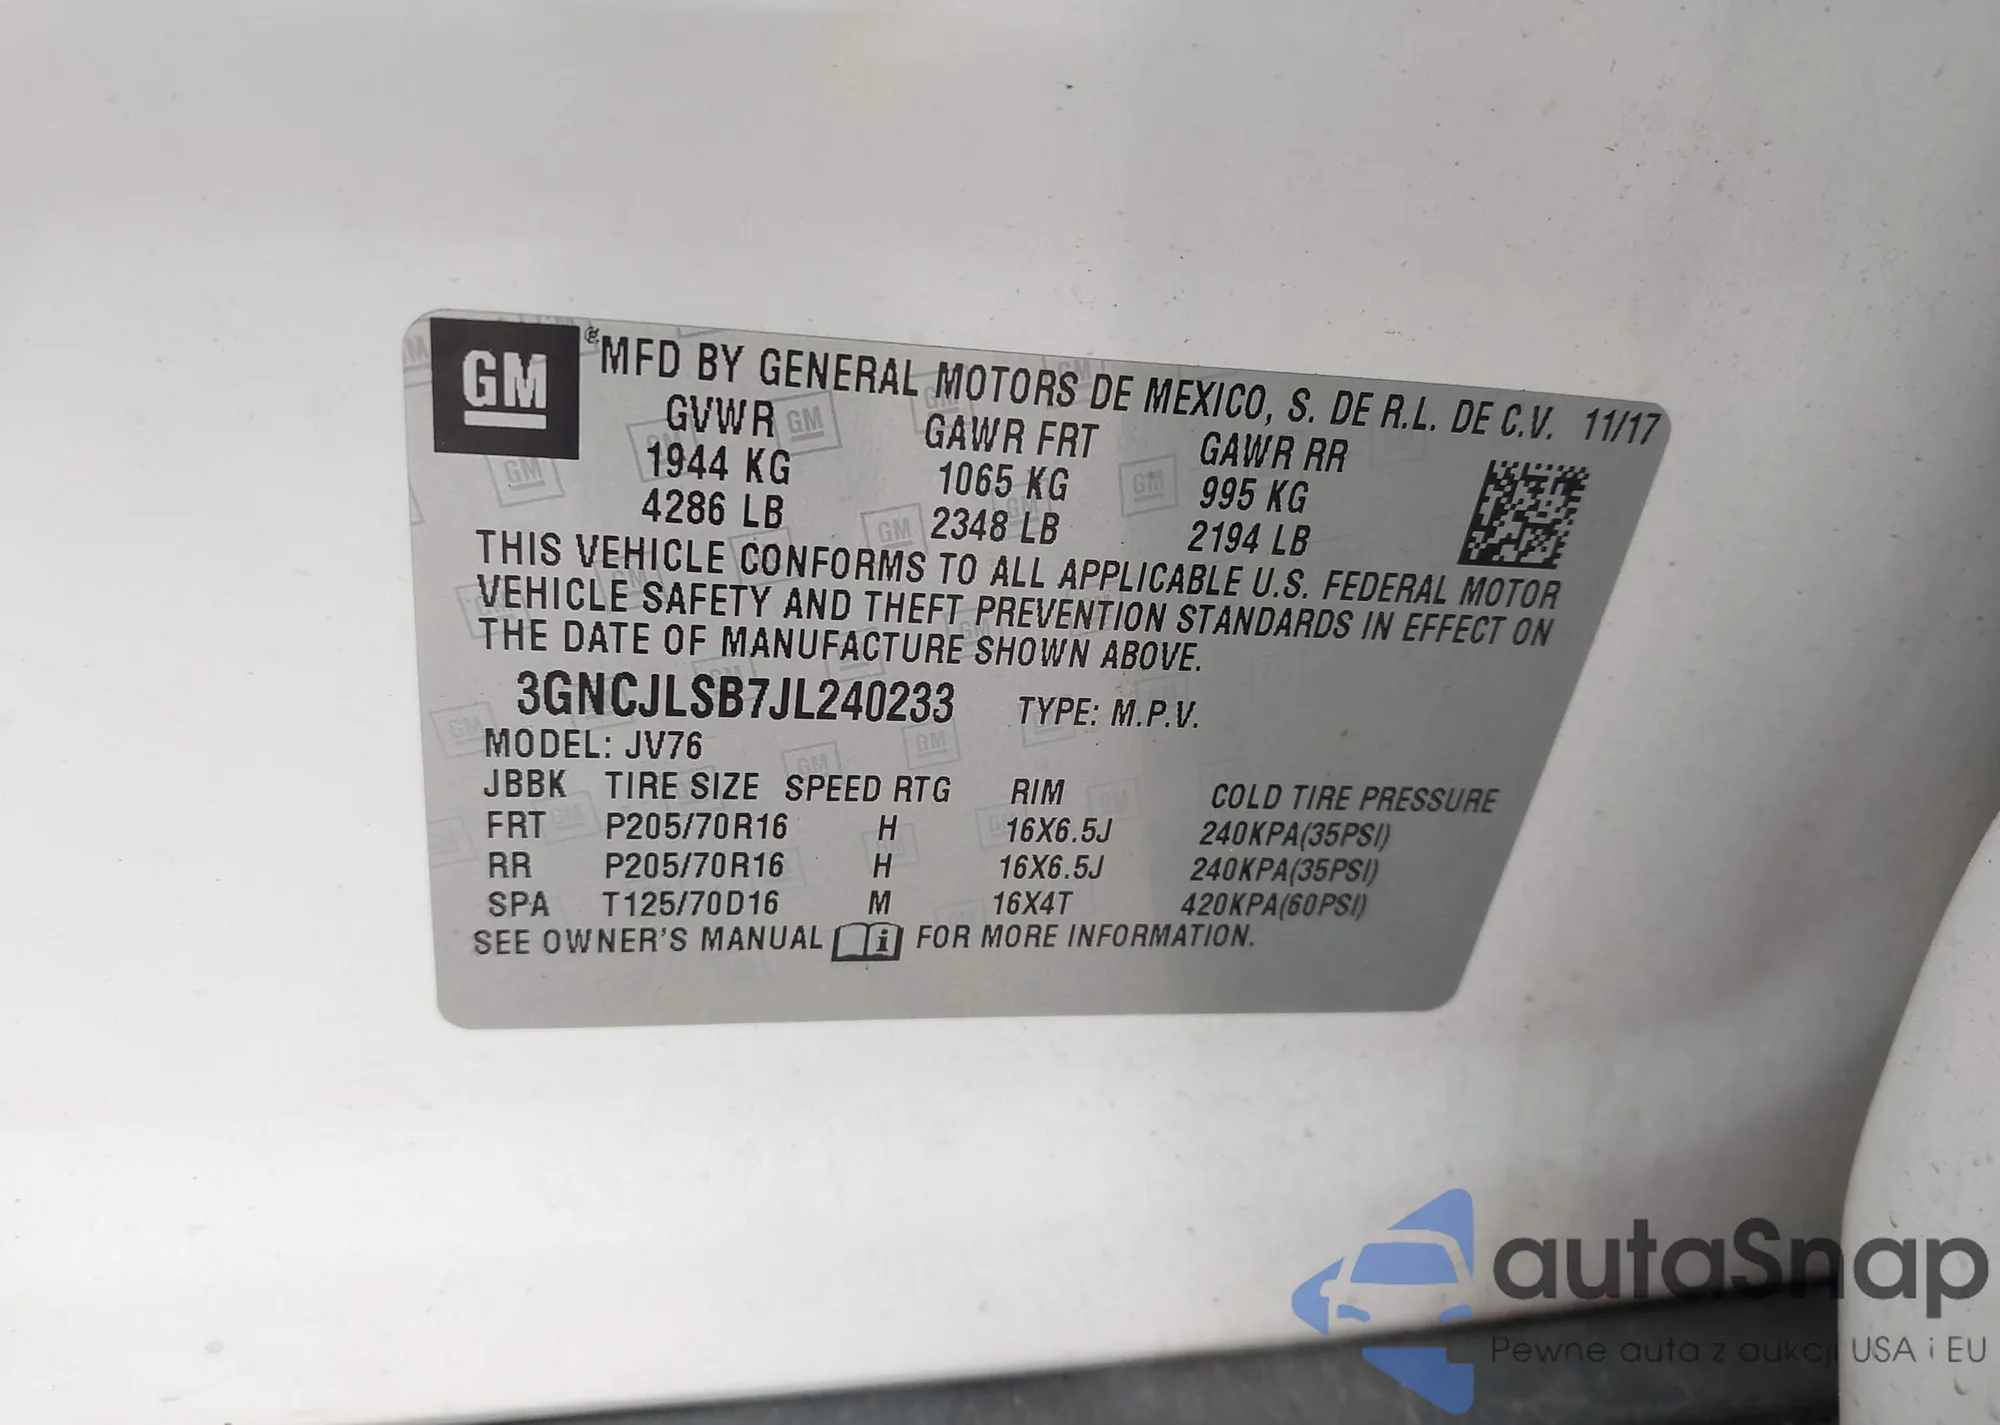 GM
MFD BY GENERAL MOTORS DE MEXICO, S. DE R.L. DE C.V. 11/17
GVWR GAWR FRT GAWR RR
1944 KG 1065 KG 995 KG
4286 LB 2348 LB 2194 LB
THIS VEHICLE CONFORMS TO ALL APPLICABLE U.S. FEDERAL MOTOR
VEHICLE SAFETY AND THEFT PREVENTION STANDARDS IN EFFECT ON
THE DATE OF MANUFACTURE SHOWN ABOVE.
3GNCJLSB7JL240233 TYPE: M.P.V.
MODEL: JV76
JBBK TIRE SIZE SPEED RTG RIM COLD TIRE PRESSURE
FRT P205/70R16 H 16X6.5J 240KPA(35PSI)
RR P205/70R16 H 16X6.5J 240KPA(35PSI)
SPA T125/70D16 M 16X4T 420KPA(60PSI)
SEE OWNER'S MANUAL i FOR MORE INFORMATION.
autaSnap
Pewne auta z aukcji USA i EU